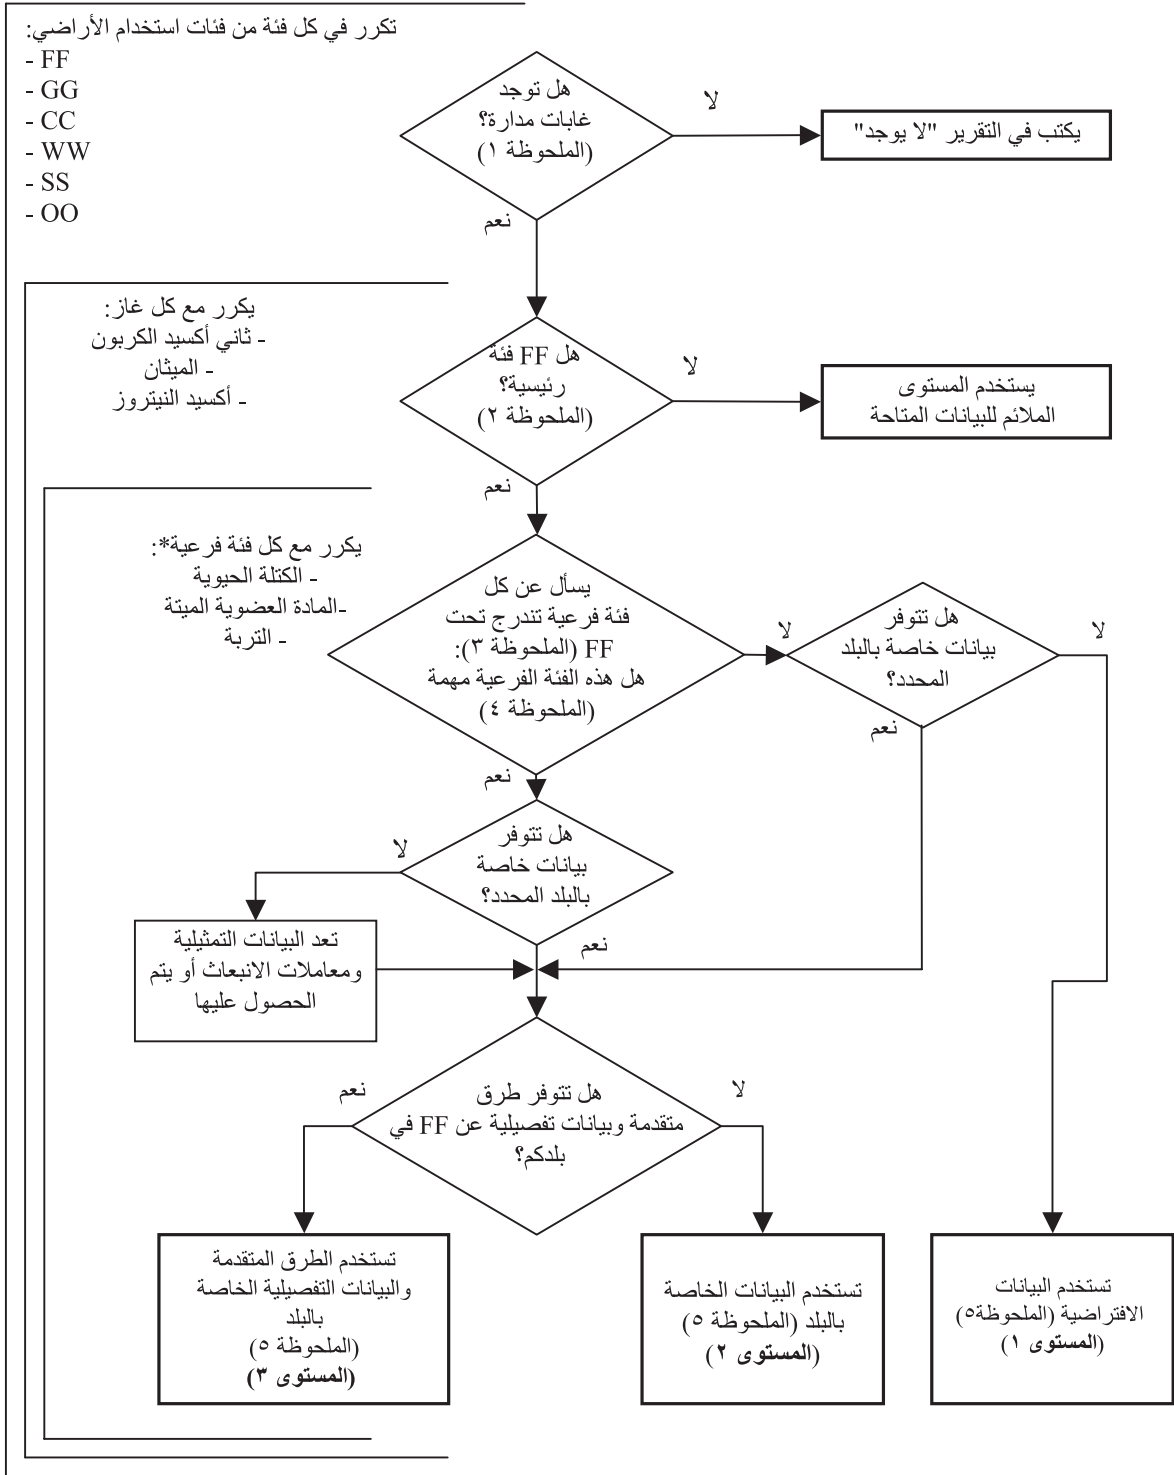 تكرر في كل فئة من فئات استخدام الأراضي:
- FF
- GG
- CC
- WW
- SS
- OO
هل توجد
غابات مدارة؟
(الملحوظة ١)
لا
يكتب في التقرير "لا يوجد"
نعم
يكرر مع كل غاز:
- ثاني أكسيد الكربون
- الميثان
- أكسيد النيتروز
هل FF فئة
رئيسية؟
(الملحوظة ٢)
لا
يستخدم المستوى
الملائم للبيانات المتاحة
نعم
يكرر مع كل فئة فرعية*:
- الكتلة الحيوية
-المادة العضوية الميتة
- التربة
يسأل عن كل
فئة فرعية تندرج تحت
FF (الملحوظة ٣):
هل هذه الفئة الفرعية مهمة
(الملحوظة ٤)
لا
هل تتوفر
بيانات خاصة بالبلد
المحدد؟
لا
نعم
نعم
هل تتوفر
بيانات خاصة
بالبلد المحدد؟
لا
نعم
تعد البيانات التمثيلية
ومعاملات الانبعاث أو يتم
الحصول عليها
هل تتوفر طرق
متقدمة وبيانات تفصيلية عن FF في
بلدكم؟
نعم
لا
تستخدم الطرق المتقدمة
والبيانات التفصيلية الخاصة
بالبلد
(الملحوظة ٥)
(المستوى ٣)
تستخدم البيانات الخاصة
بالبلد (الملحوظة ٥)
(المستوى ٢)
تستخدم البيانات
الافتراضية (الملحوظة٥)
(المستوى ١)